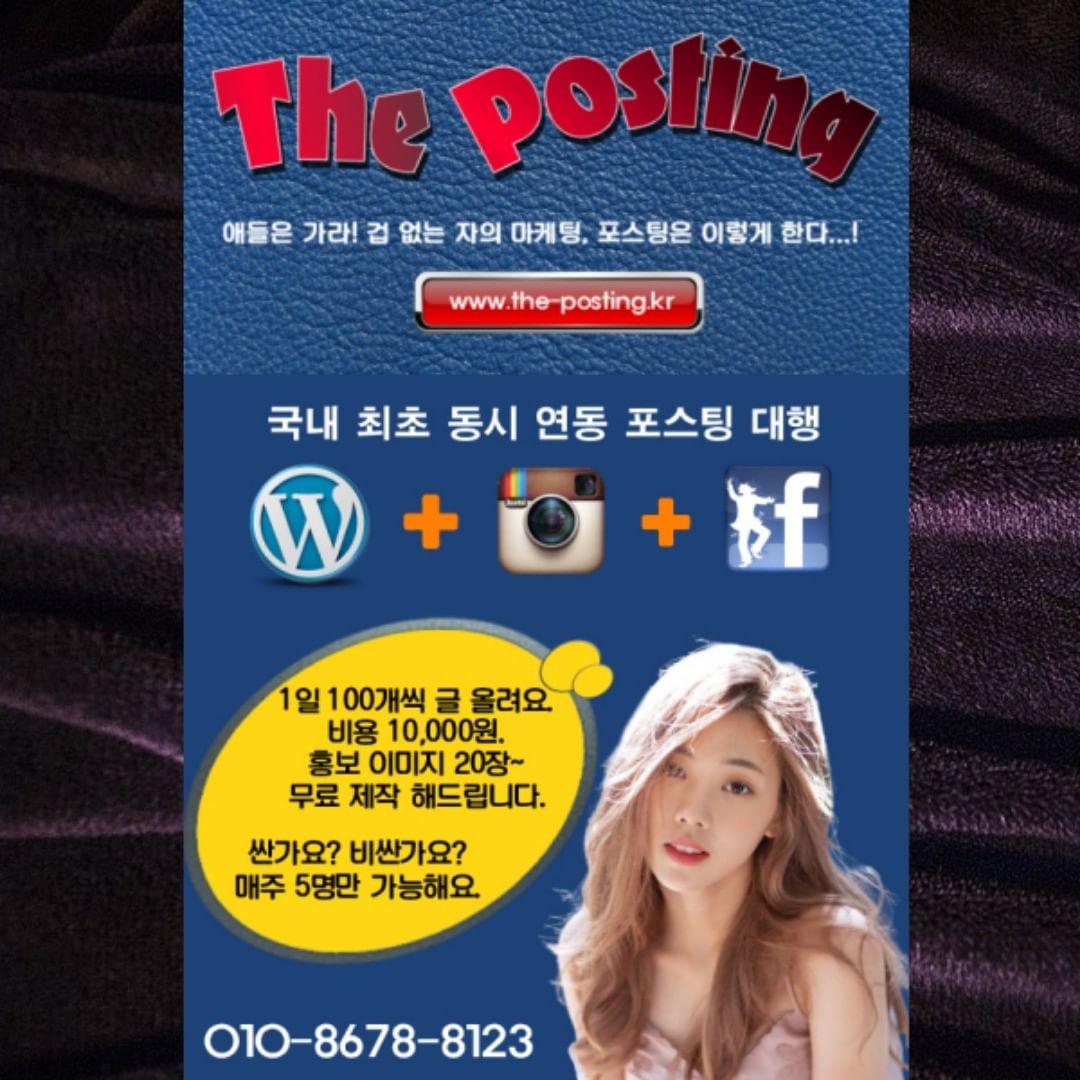 The Posting
애들은 가라! 겁 없는 자의 마케팅, 포스팅은 이렇게 한다...!
www.the-posting.kr
국내 최초 동시 연동 포스팅 대행
1일 100개씩 글 올려요.
비용 10,000원.
홍보 이미지 20장~
무료 제작 해드립니다.
싼가요? 비싼가요?
매주 5명만 가능해요.
010-8678-8123